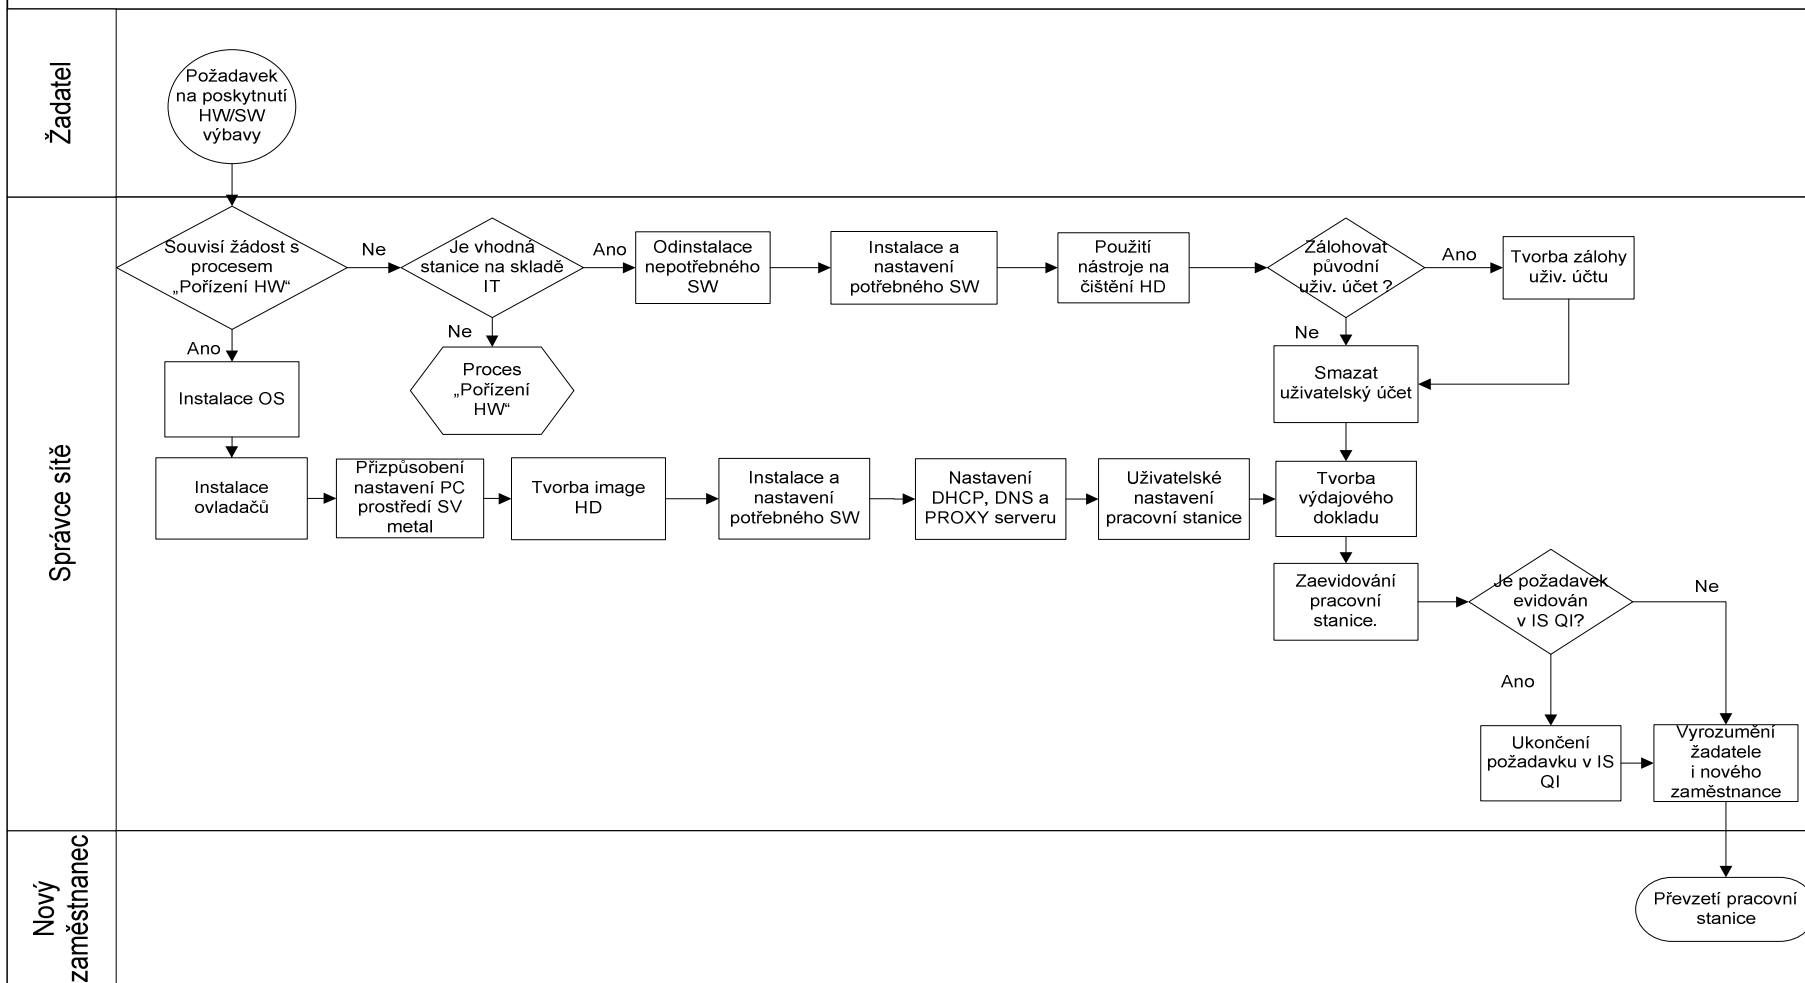 Žadatel
Požadavek
na poskytnutí
HW/SW
výbavy
Správce sítě
Souvisí žádost s
procesem
„Pořízení HW“
Ne
Je vhodná
stanice na skladě
IT
Ano
Odinstalace
nepotřebného
SW
Instalace a
nastavení
potřebného SW
Použití
nástroje na
čištění HD
Zálohovat
původní
uživ. účet ?
Ano
Tvorba zálohy
uživ. účtu
Ano
Ne
Ne
Instalace OS
Proces
„Pořízení
HW“
Smazat
uživatelský účet
Instalace
ovladačů
Přizpůsobení
nastavení PC
prostředí SV
metal
Tvorba image
HD
Instalace a
nastavení
potřebného SW
Nastavení
DHCP, DNS a
PROXY serveru
Uživatelské
nastavení
pracovní stanice
Tvorba
výdajového
dokladu
Zaevidování
pracovní
stanice.
Je požadavek
evidován
v IS QI?
Ne
Ano
Ukončení
požadavku v IS
QI
Vyrozumění
žadatele
i nového
zaměstnance
Nový
zaměstnanec
Převzetí pracovní
stanice